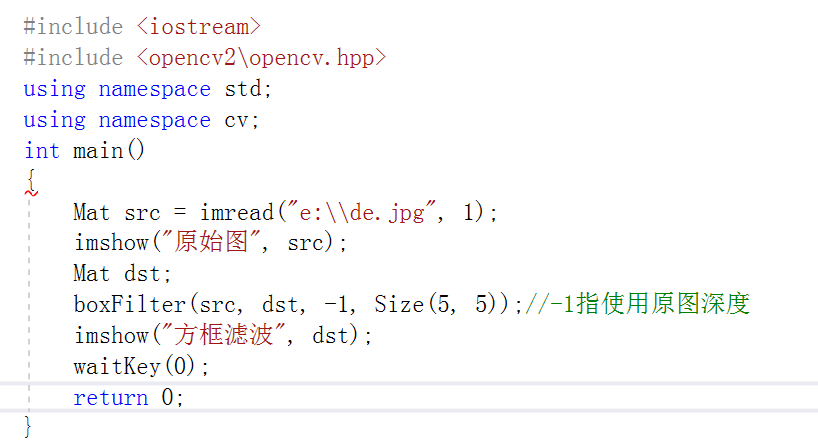 #include <iostream>
#include <opencv2\opencv.hpp>
using namespace std;
using namespace cv;
int main()
{
    Mat src = imread("e:\\de.jpg", 1);
    imshow("原始图", src);
    Mat dst;
    boxFilter(src, dst, -1, Size(5, 5));//-1指使用原图深度
    imshow("方框滤波", dst);
    waitKey(0);
    return 0;
}